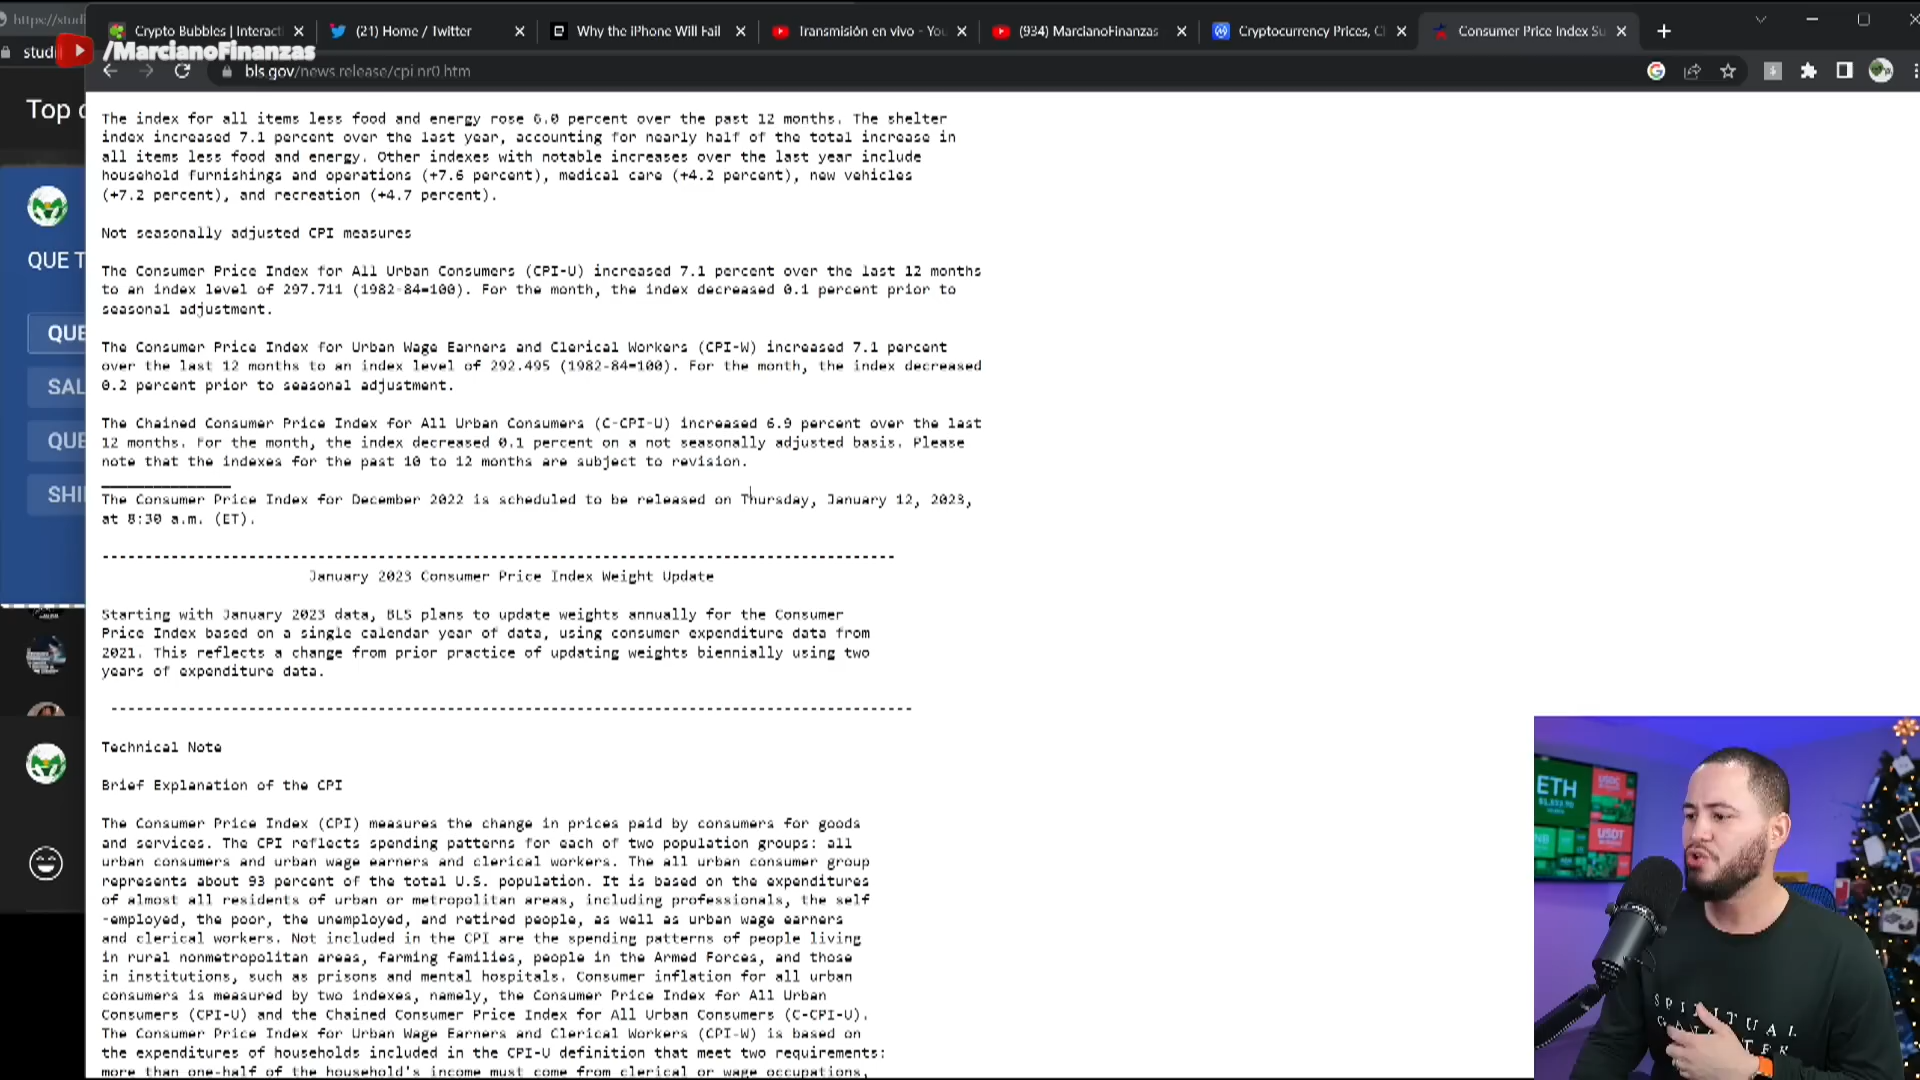 https://studi
Crypto Bubbles | Interacti
(21) Home / Twitter
Why the iPhone Will Fail
Transmisión en vivo - You
(934) MarcianoFinanzas
Cryptocurrency Prices, C
Consumer Price Index Su
studi
/MarcianoFinanzas
bls.gov/news.release/cpi.nr0.htm
Top c
The index for all items less food and energy rose 6.0 percent over the past 12 months. The shelter
index increased 7.1 percent over the last year, accounting for nearly half of the total increase in
all items less food and energy. Other indexes with notable increases over the last year include
household furnishings and operations (+7.6 percent), medical care (+4.2 percent), new vehicles
(+7.2 percent), and recreation (+4.7 percent).
Not seasonally adjusted CPI measures
QUE T
The Consumer Price Index for All Urban Consumers (CPI-U) increased 7.1 percent over the last 12 months
to an index level of 297.711 (1982-84=100). For the month, the index decreased 0.1 percent prior to
seasonal adjustment.
QUE
The Consumer Price Index for Urban Wage Earners and Clerical Workers (CPI-W) increased 7.1 percent
over the last 12 months to an index level of 292.495 (1982-84=100). For the month, the index decreased
0.2 percent prior to seasonal adjustment.
SAL
The Chained Consumer Price Index for All Urban Consumers (C-CPI-U) increased 6.9 percent over the last
12 months. For the month, the index decreased 0.1 percent on a not seasonally adjusted basis. Please
note that the indexes for the past 10 to 12 months are subject to revision.
QUE
SHI
The Consumer Price Index for December 2022 is scheduled to be released on Thursday, January 12, 2023,
at 8:30 a.m. (ET).
January 2023 Consumer Price Index Weight Update
Starting with January 2023 data, BLS plans to update weights annually for the Consumer
Price Index based on a single calendar year of data, using consumer expenditure data from
2021. This reflects a change from prior practice of updating weights biennially using two
years of expenditure data.
Technical Note
Brief Explanation of the CPI
The Consumer Price Index (CPI) measures the change in prices paid by consumers for goods
and services. The CPI reflects spending patterns for each of two population groups: all
urban consumers and urban wage earners and clerical workers. The all urban consumer group
represents about 93 percent of the total U.S. population. It is based on the expenditures
of almost all residents of urban or metropolitan areas, including professionals, the self
-employed, the poor, the unemployed, and retired people, as well as urban wage earners
and clerical workers. Not included in the CPI are the spending patterns of people living
in rural nonmetropolitan areas, farming families, people in the Armed Forces, and those
in institutions, such as prisons and mental hospitals. Consumer inflation for all urban
consumers is measured by two indexes, namely, the Consumer Price Index for All Urban
Consumers (CPI-U) and the Chained Consumer Price Index for All Urban Consumers (C-CPI-U).
The Consumer Price Index for Urban Wage Earners and Clerical Workers (CPI-W) is based on
the expenditures of households included in the CPI-U definition that meet two requirements:
more than one-half of the household's income must come from clerical or wage occupations,
ETH
USDC
USDT
BNB
SPIRITUAL